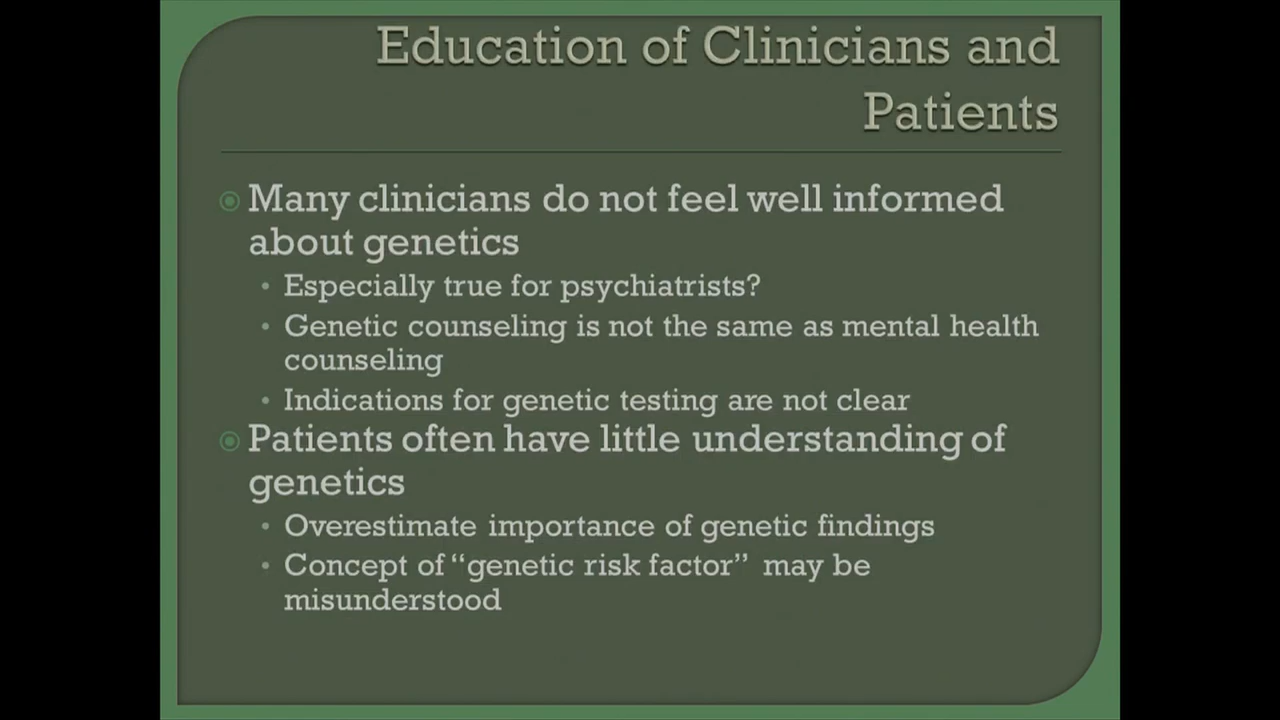 Education of Clinicians and
Patients
Many clinicians do not feel well informed
about genetics
• Especially true for psychiatrists?
• Genetic counseling is not the same as mental health
counseling
• Indications for genetic testing are not clear
Patients often have little understanding of
genetics
• Overestimate importance of genetic findings
• Concept of “genetic risk factor” may be
misunderstood